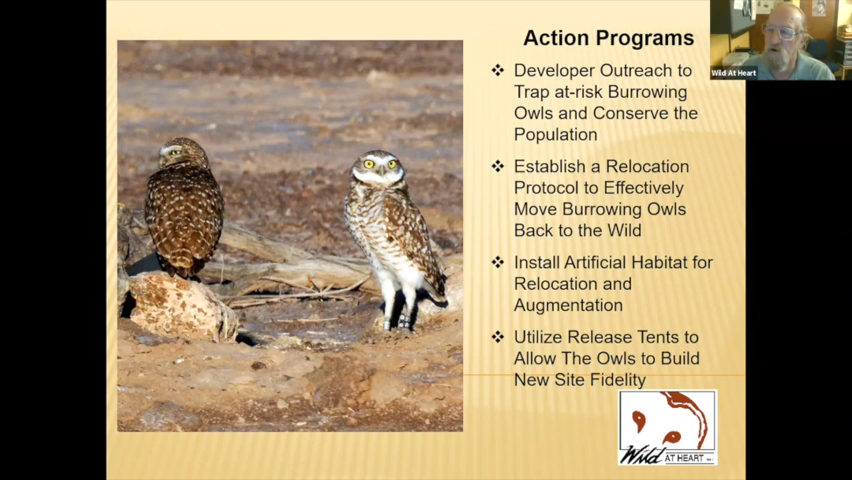 Action Programs
❖ Developer Outreach to
Trap at-risk Burrowing
Owls and Conserve the
Population
❖ Establish a Relocation
Protocol to Effectively
Move Burrowing Owls
Back to the Wild
❖ Install Artificial Habitat for
Relocation and
Augmentation
❖ Utilize Release Tents to
Allow The Owls to Build
New Site Fidelity
Wild At Heart
Wild AT HEART